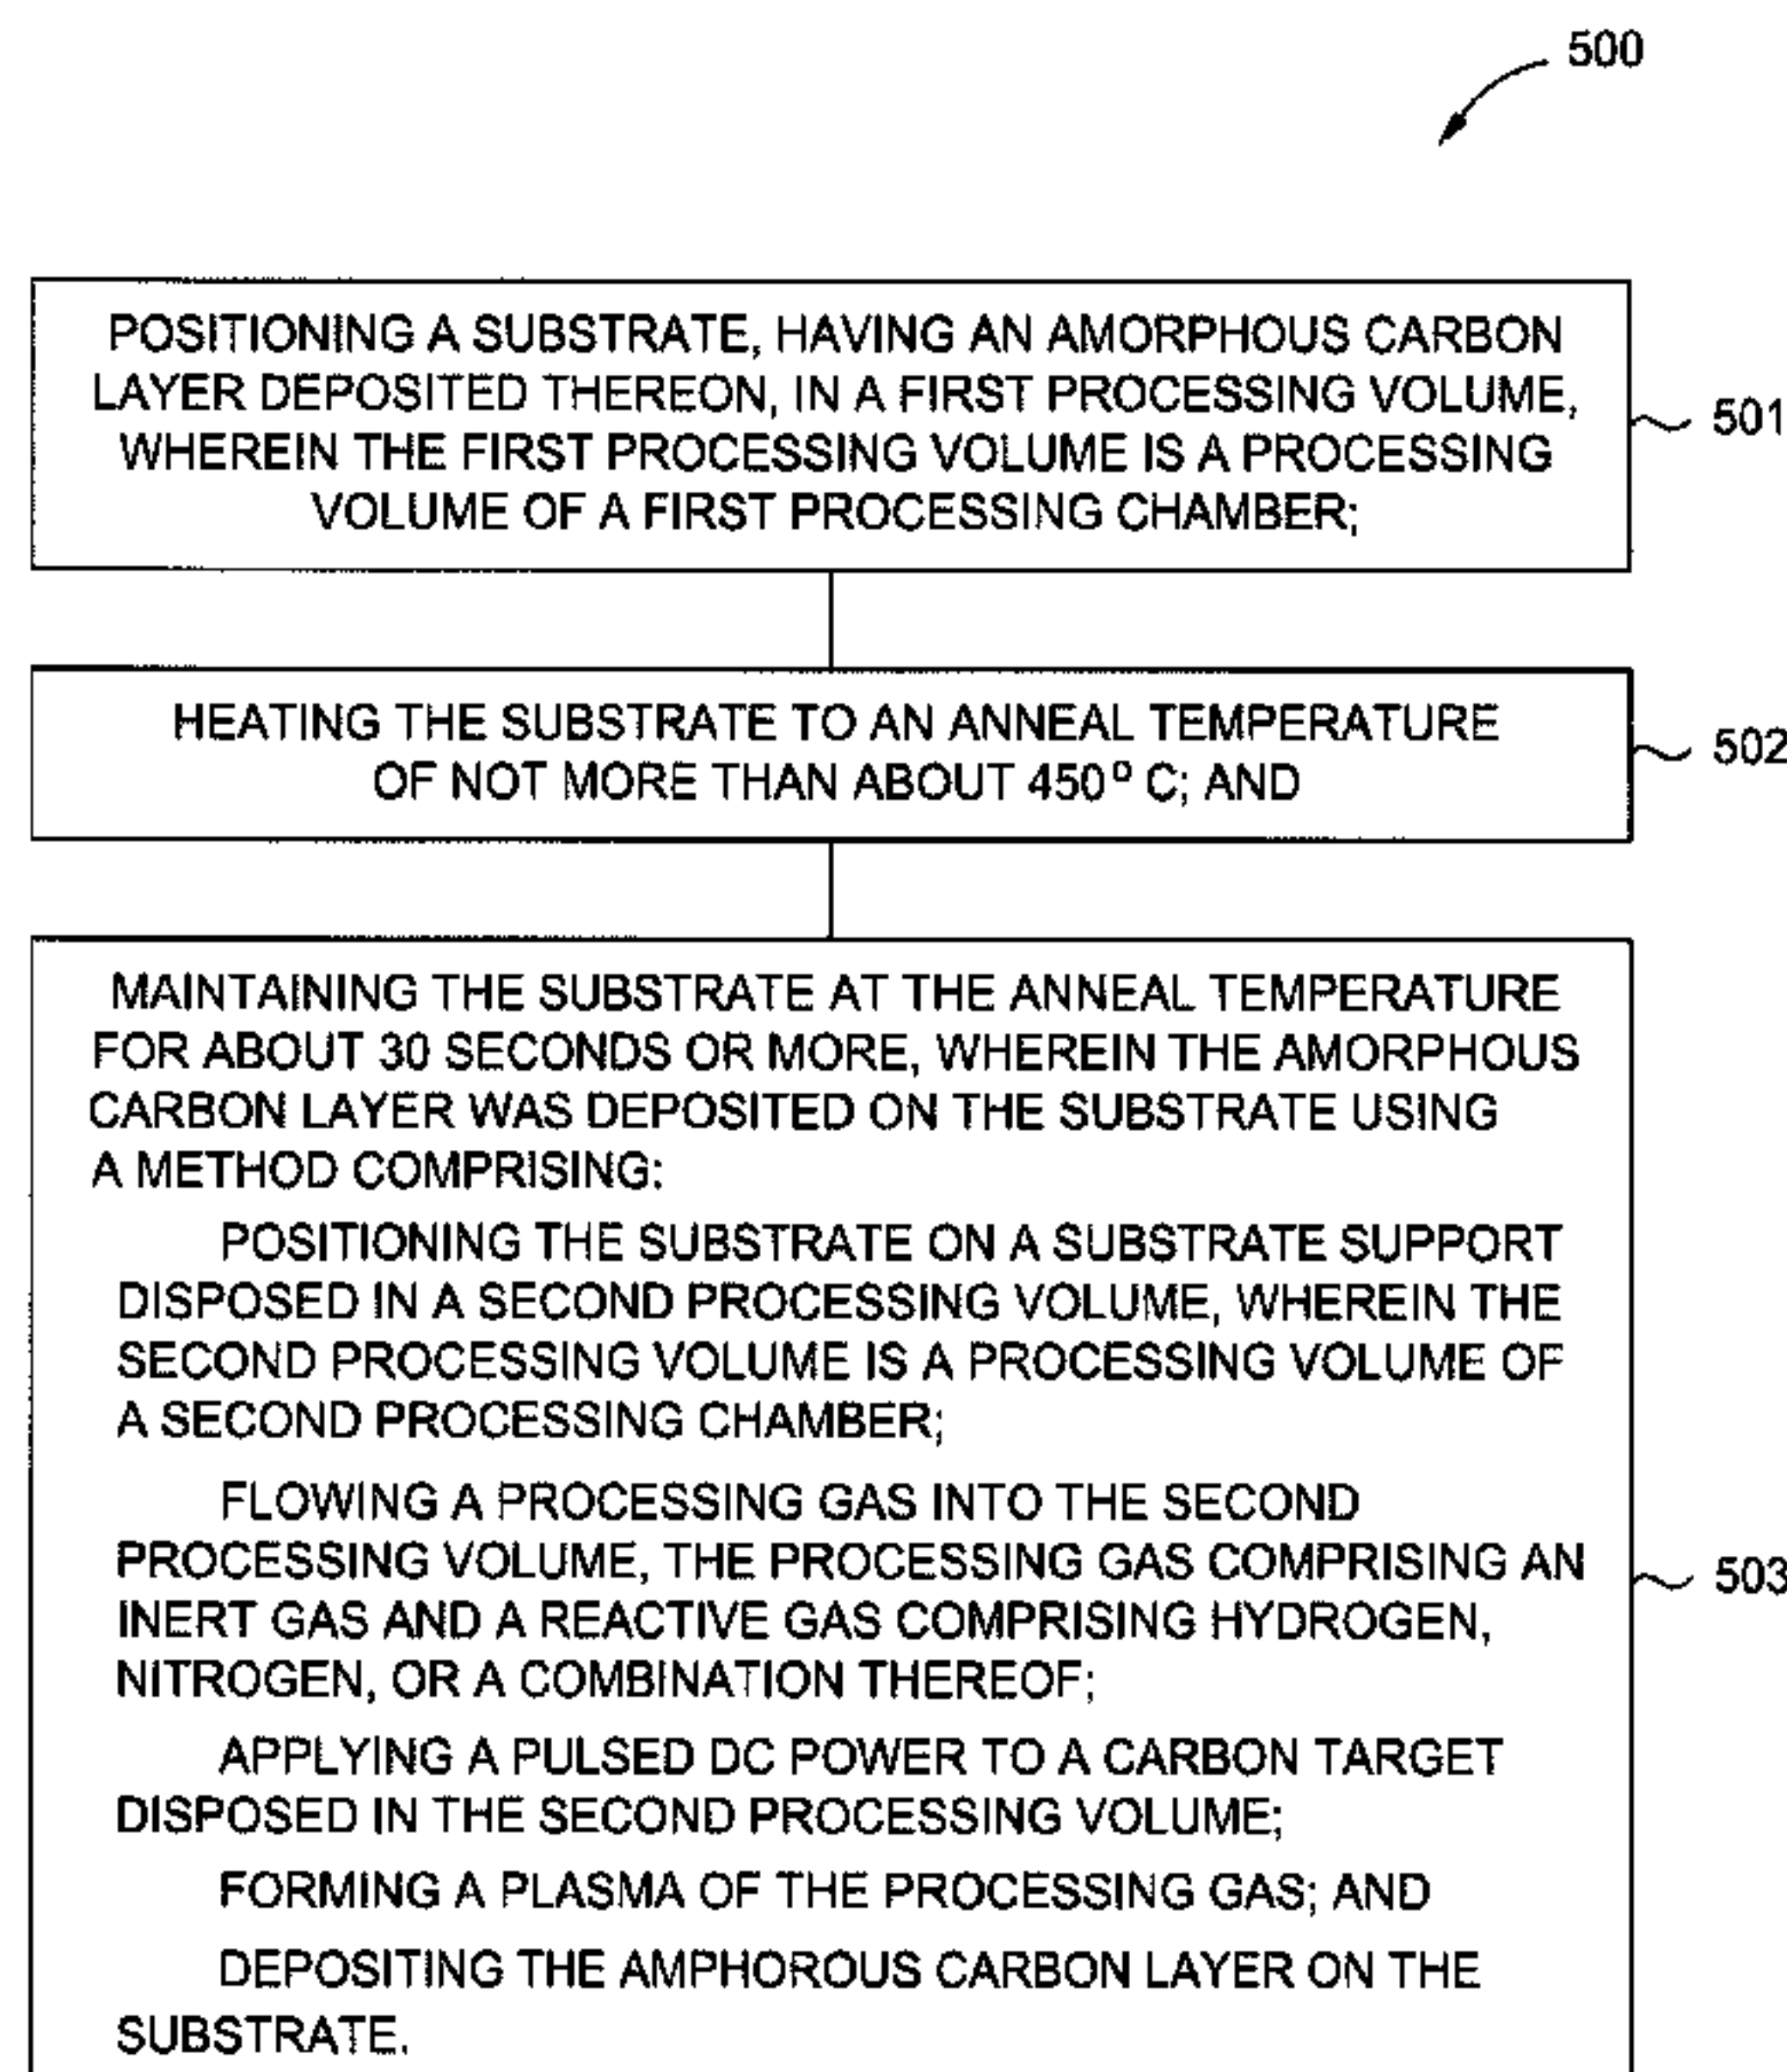 500
POSITIONING A SUBSTRATE, HAVING AN AMORPHOUS CARBON
LAYER DEPOSITED THEREON, IN A FIRST PROCESSING VOLUME,
WHEREIN THE FIRST PROCESSING VOLUME IS A PROCESSING
VOLUME OF A FIRST PROCESSING CHAMBER;
501
HEATING THE SUBSTRATE TO AN ANNEAL TEMPERATURE
OF NOT MORE THAN ABOUT 450° C; AND
502
MAINTAINING THE SUBSTRATE AT THE ANNEAL TEMPERATURE
FOR ABOUT 30 SECONDS OR MORE, WHEREIN THE AMORPHOUS
CARBON LAYER WAS DEPOSITED ON THE SUBSTRATE USING
A METHOD COMPRISING:
POSITIONING THE SUBSTRATE ON A SUBSTRATE SUPPORT
DISPOSED IN A SECOND PROCESSING VOLUME, WHEREIN THE
SECOND PROCESSING VOLUME IS A PROCESSING VOLUME OF
A SECOND PROCESSING CHAMBER;
FLOWING A PROCESSING GAS INTO THE SECOND
PROCESSING VOLUME, THE PROCESSING GAS COMPRISING AN
INERT GAS AND A REACTIVE GAS COMPRISING HYDROGEN,
NITROGEN, OR A COMBINATION THEREOF;
APPLYING A PULSED DC POWER TO A CARBON TARGET
DISPOSED IN THE SECOND PROCESSING VOLUME;
FORMING A PLASMA OF THE PROCESSING GAS; AND
DEPOSITING THE AMPHOROUS CARBON LAYER ON THE
SUBSTRATE.
503